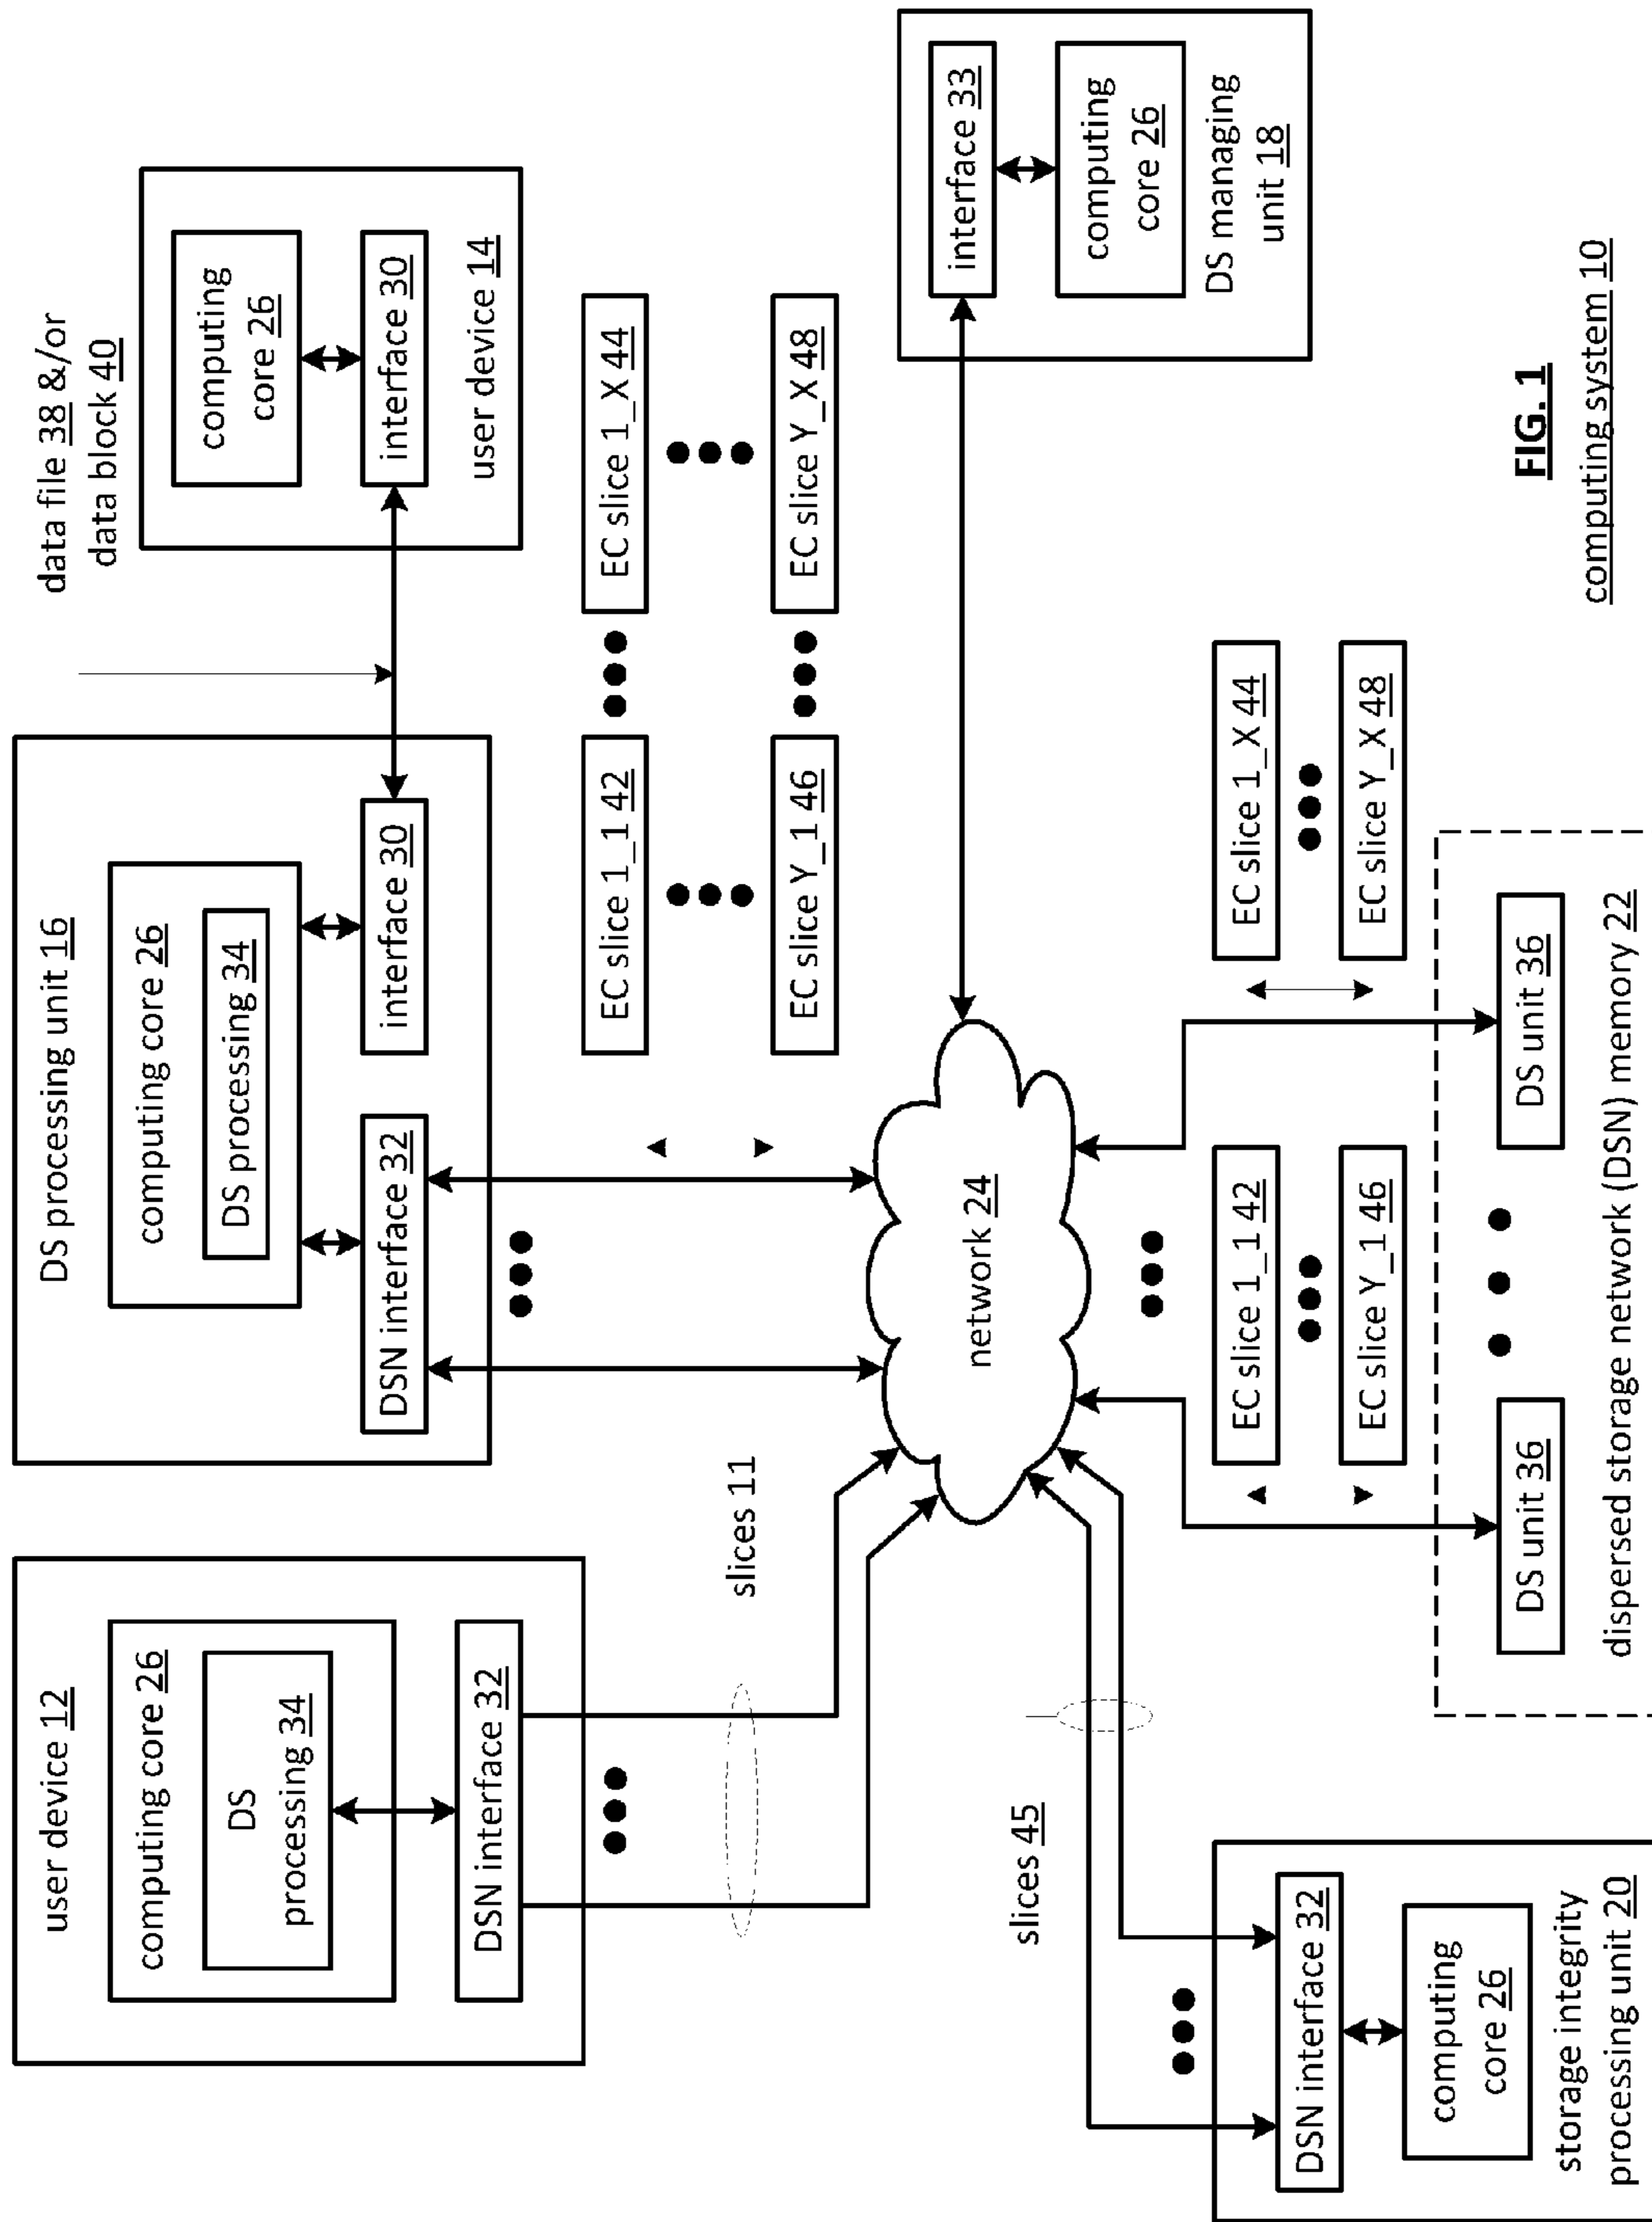 user device 12
computing core 26
DS
processing 34
DSN interface 32
slices 11
DS processing unit 16
computing core 26
DS processing 34
DSN interface 32
interface 30
data file 38 &/or
data block 40
computing
core 26
interface 30
user device 14
EC slice 1_1 42
EC slice 1_X 44
EC slice Y_1 46
EC slice Y_X 48
network 24
interface 33
computing
core 26
DS managing
unit 18
slices 45
DSN interface 32
computing
core 26
storage integrity
processing unit 20
EC slice 1_1 42
EC slice Y_1 46
EC slice 1_X 44
EC slice Y_X 48
DS unit 36
DS unit 36
dispersed storage network (DSN) memory 22
FIG. 1
computing system 10